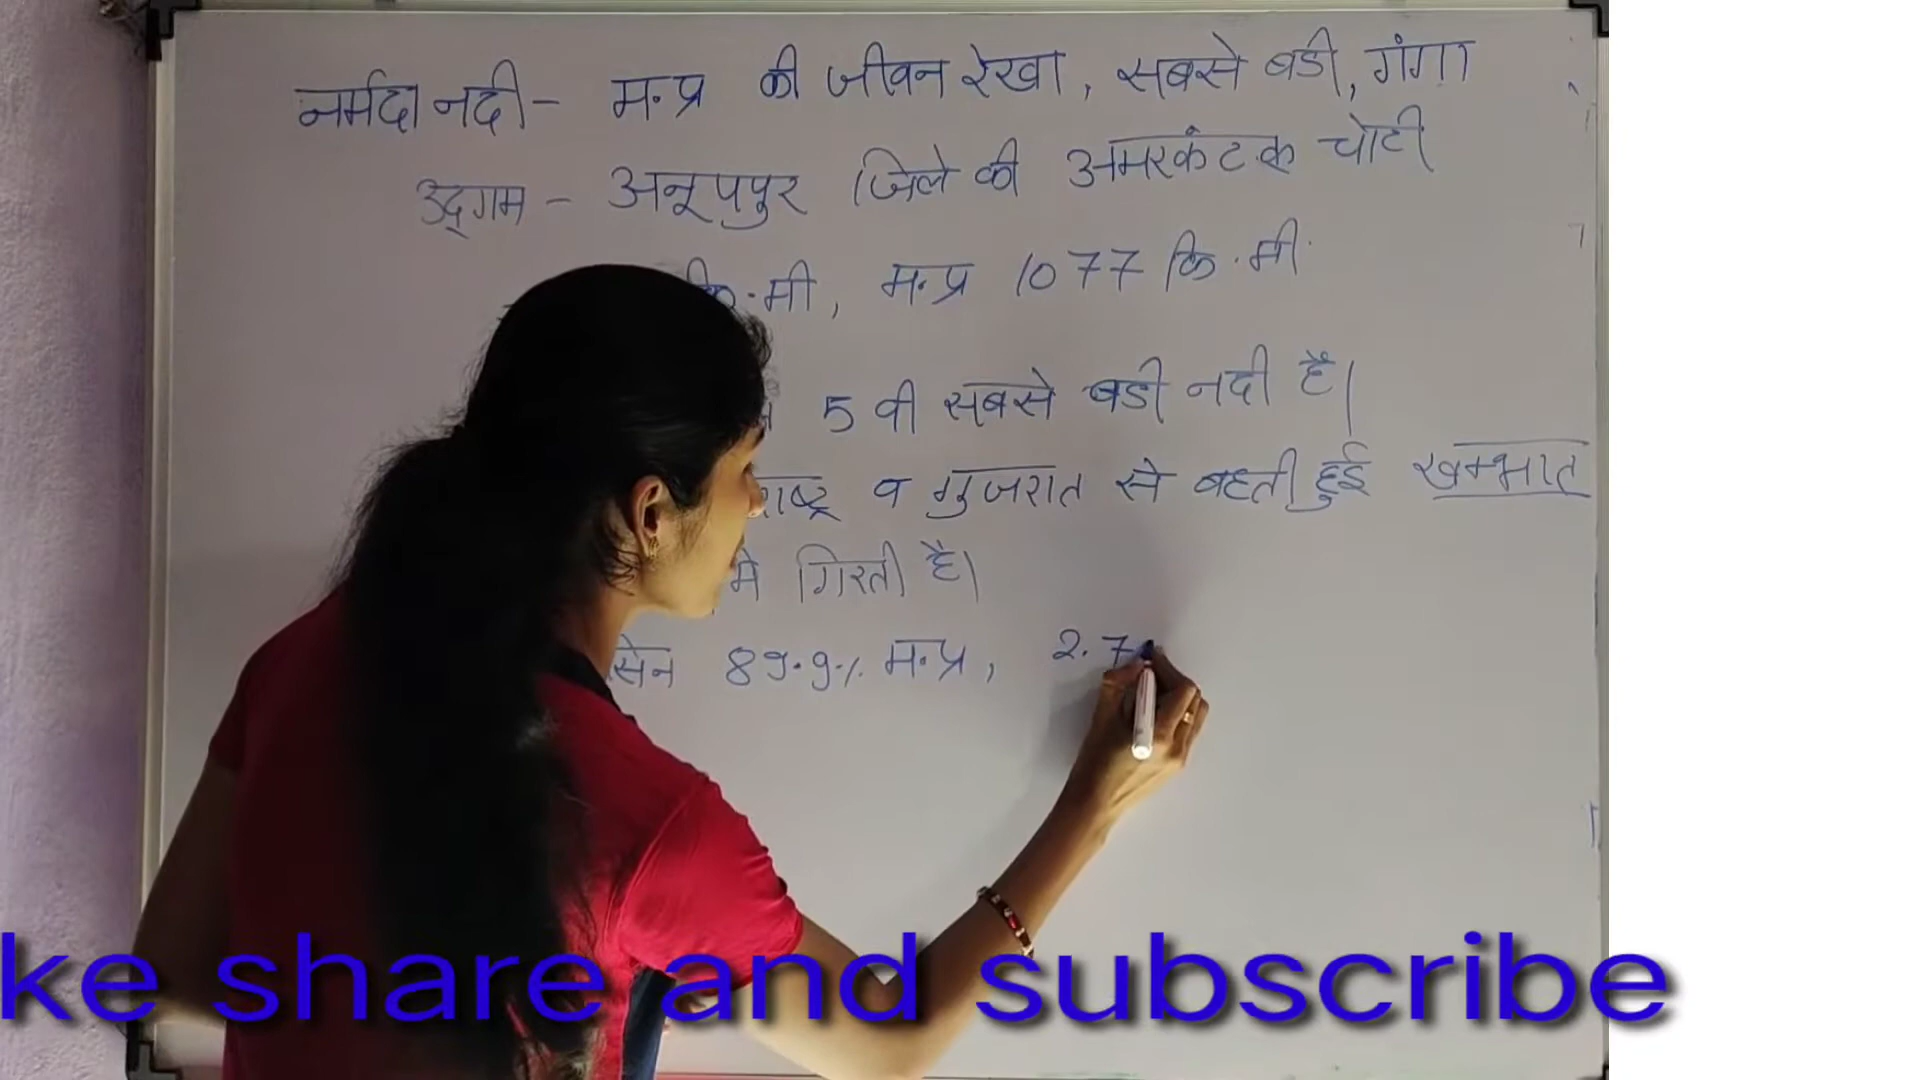 नर्मदा नदी - म.प्र की जीवन रेखा, सबसे बडी, गंगा
उद्गम - अनूपपुर जिले की अमरकंटक चोटी
कि.मी, म.प्र 1077 कि.मी.
5 वी सबसे बडी नदी है।
व गुजरात से बहती हुई खम्भात
मे गिरती है।
89.9% म.प्र, 2.7
ke share and subscribe